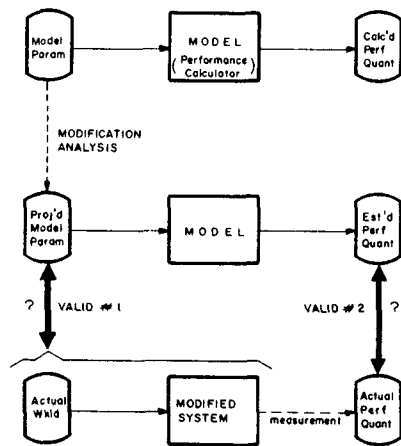 Model
Param
MODEL
(Performance
Calculator)
Calc'd
Perf
Quant
MODIFICATION
ANALYSIS
Proj'd
Model
Param
MODEL
Est'd
Perf
Quant
? VALID #1
VALID #2 ?
Actual
Wkld
MODIFIED
SYSTEM
measurement
Actual
Perf
Quant